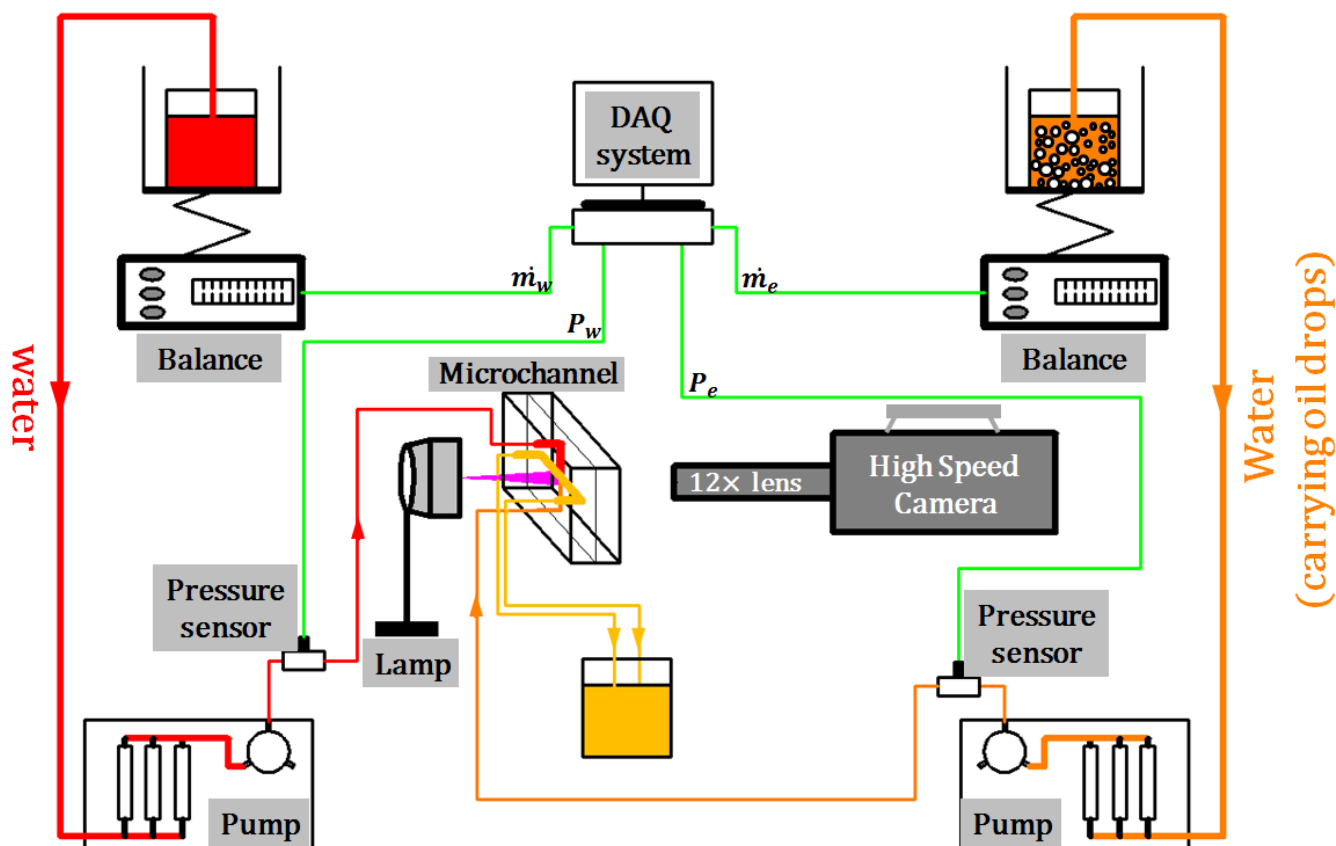 DAQ
system
ṁw
ṁe
Pw
Pe
Balance
Balance
water
Water
(carrying oil drops)
Microchannel
High Speed
Camera
12× lens
Pressure
sensor
Lamp
Pressure
sensor
Pump
Pump